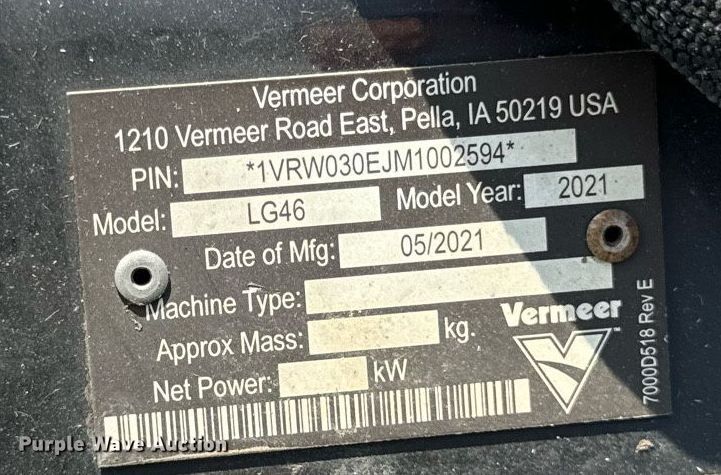 Vermeer Corporation
1210 Vermeer Road East, Pella, IA 50219 USA
PIN: *1VRW030EJM1002594*
Model: LG46 Model Year: 2021
Date of Mfg: 05/2021
Machine Type:
Approx Mass: kg.
Net Power: kW
Vermeer
™
7000D518 Rev E
Purple Wave Auction